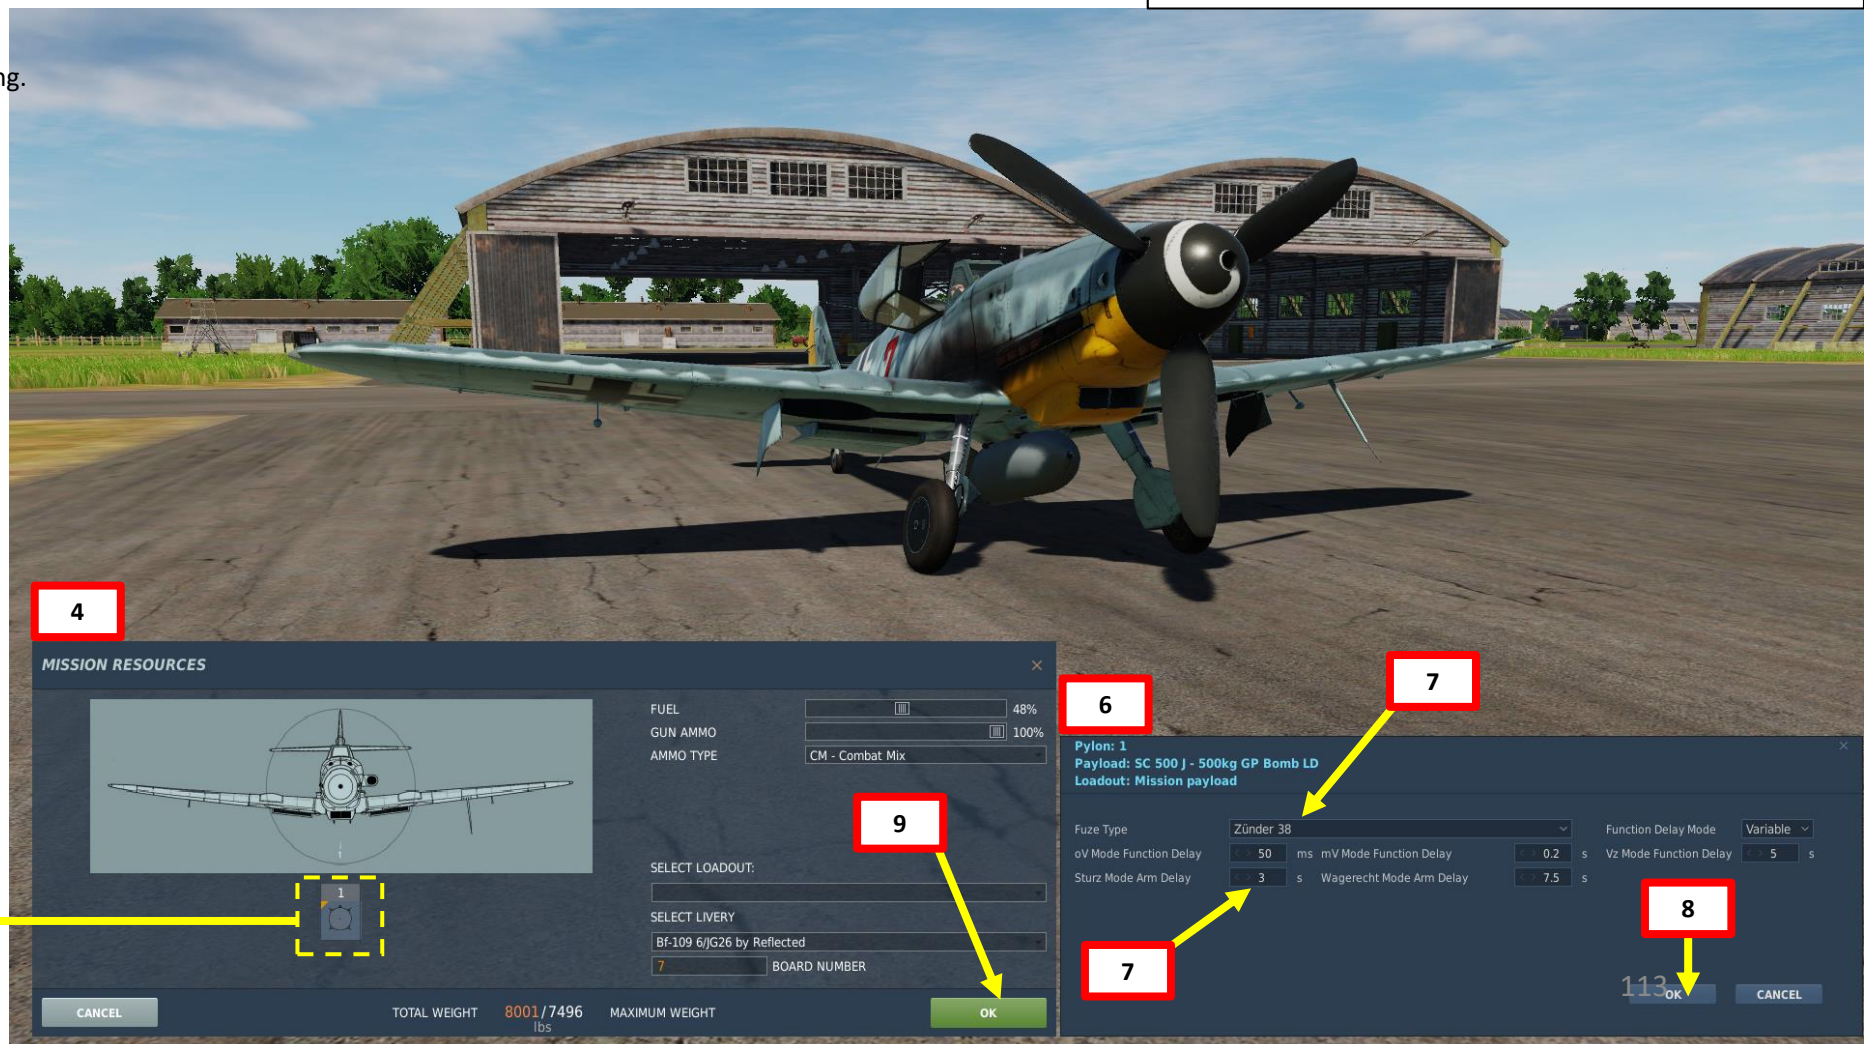 ng.
4
MISSION RESOURCES
FUEL 48%
GUN AMMO 100%
AMMO TYPE CM - Combat Mix
1
1
SELECT LOADOUT:
SELECT LIVERY
Bf-109 6/JG26 by Reflected
7 BOARD NUMBER
CANCEL
TOTAL WEIGHT 8001/7496 MAXIMUM WEIGHT
lbs
OK
9
6
7
Pylon: 1
Payload: SC 500 J - 500kg GP Bomb LD
Loadout: Mission payload
Fuze Type Zünder 38 Function Delay Mode Variable
oV Mode Function Delay 50 ms mV Mode Function Delay 0.2 s Vz Mode Function Delay 5 s
Sturz Mode Arm Delay 3 s Wagerecht Mode Arm Delay 7.5 s
7
8
OK CANCEL
113